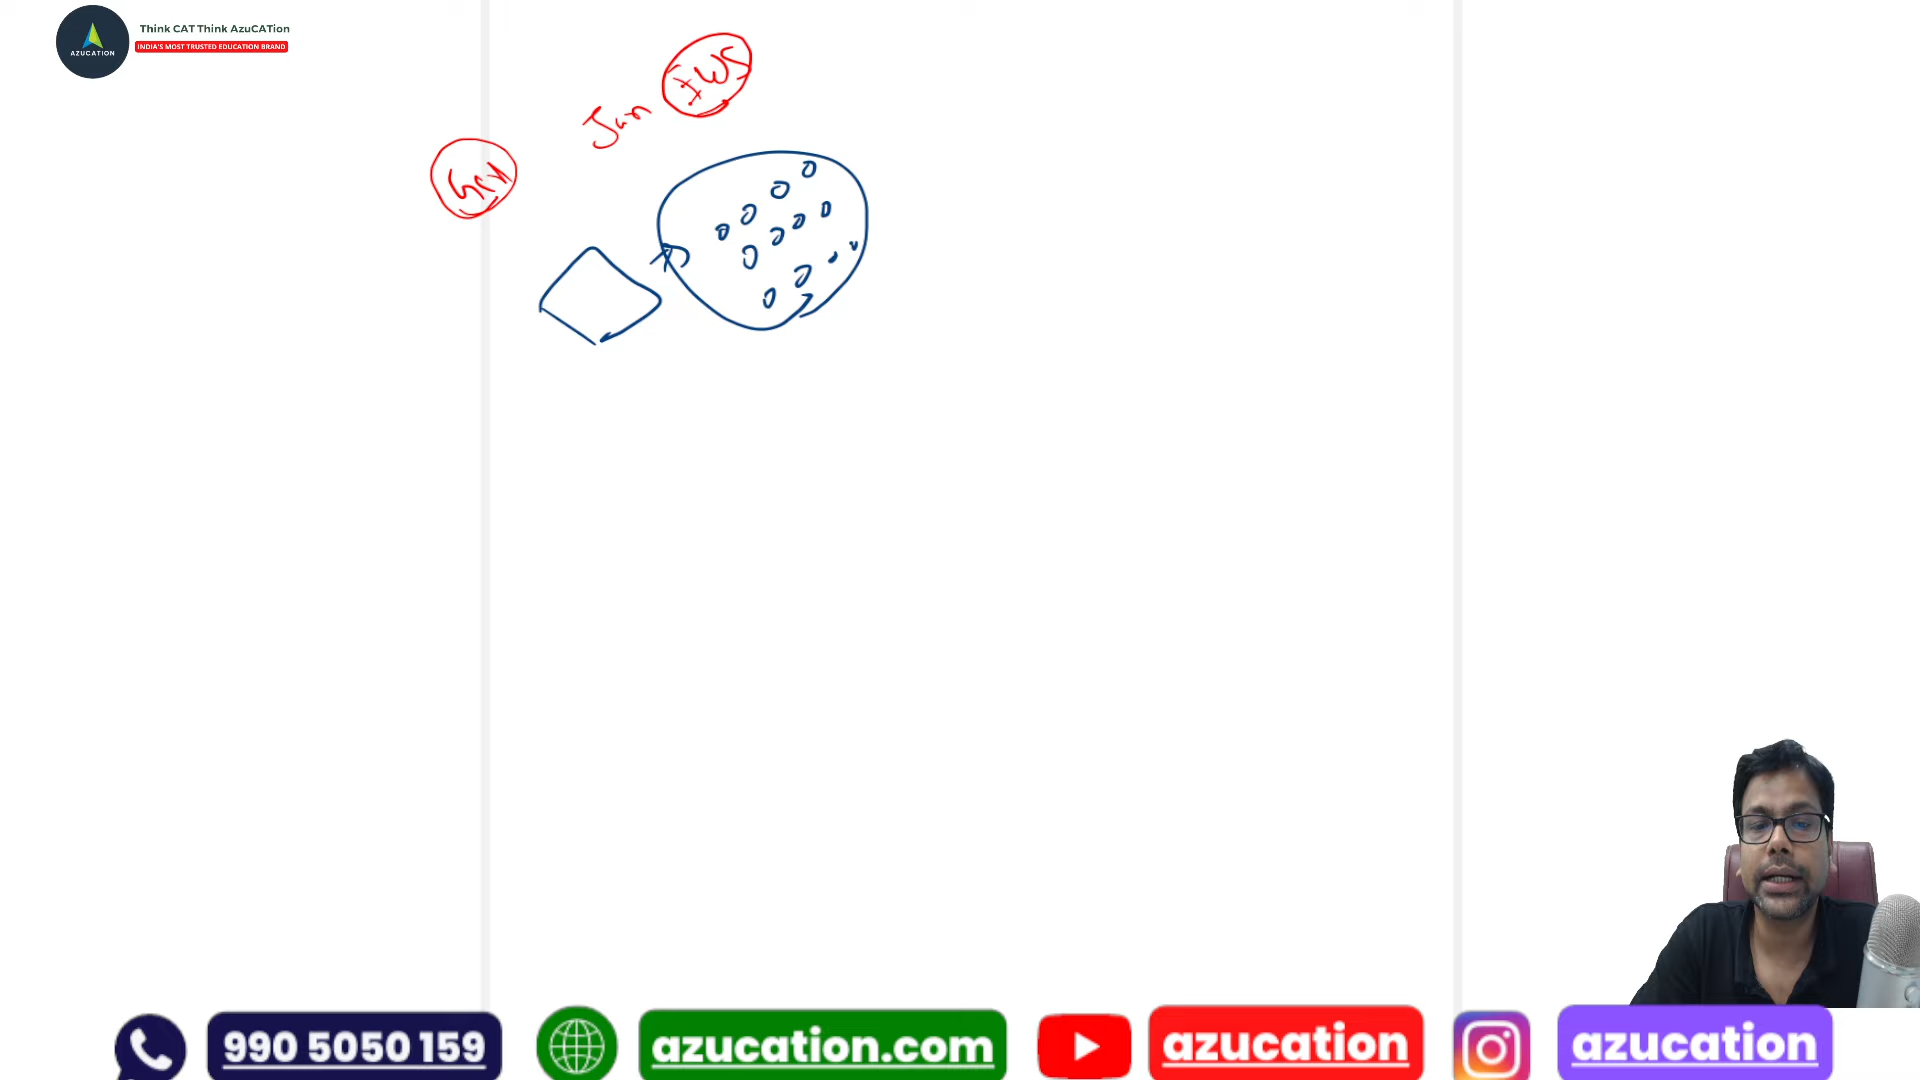 Think CAT Think AzuCATion
INDIA'S MOST TRUSTED EDUCATION BRAND
AZUCATION
Jan
990 5050 159
azucation.com
azucation
azucation